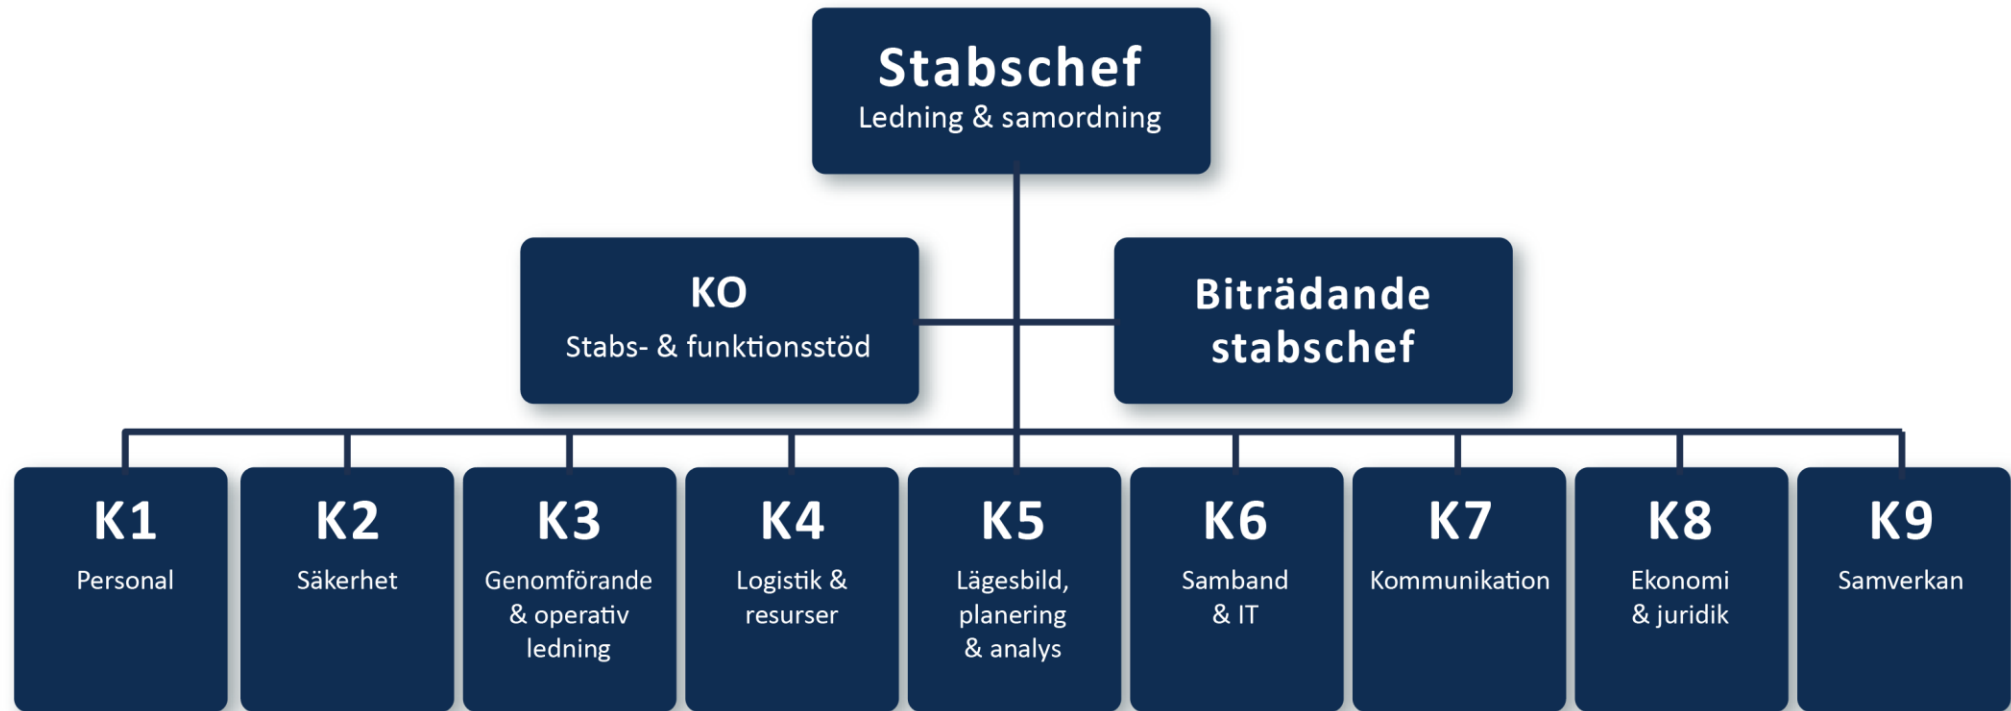 Stabschef
Ledning & samordning
KO
Stabs- & funktionsstöd
Biträdande
stabschef
K1
Personal
K2
Säkerhet
K3
Genomförande
& operativ
ledning
K4
Logistik &
resurser
K5
Lägesbild,
planering
& analys
K6
Samband
& IT
K7
Kommunikation
K8
Ekonomi
& juridik
K9
Samverkan